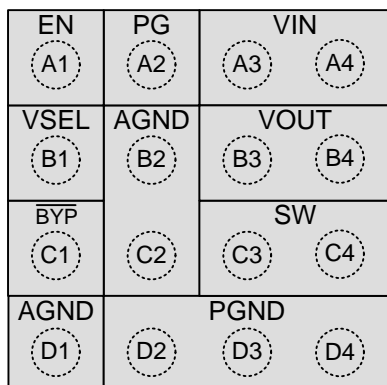 EN PG VIN
A1 A2 A3 A4
VSEL AGND VOUT
B1 B2 B3 B4
BYP SW
C1 C2 C3 C4
AGND PGND
D1 D2 D3 D4